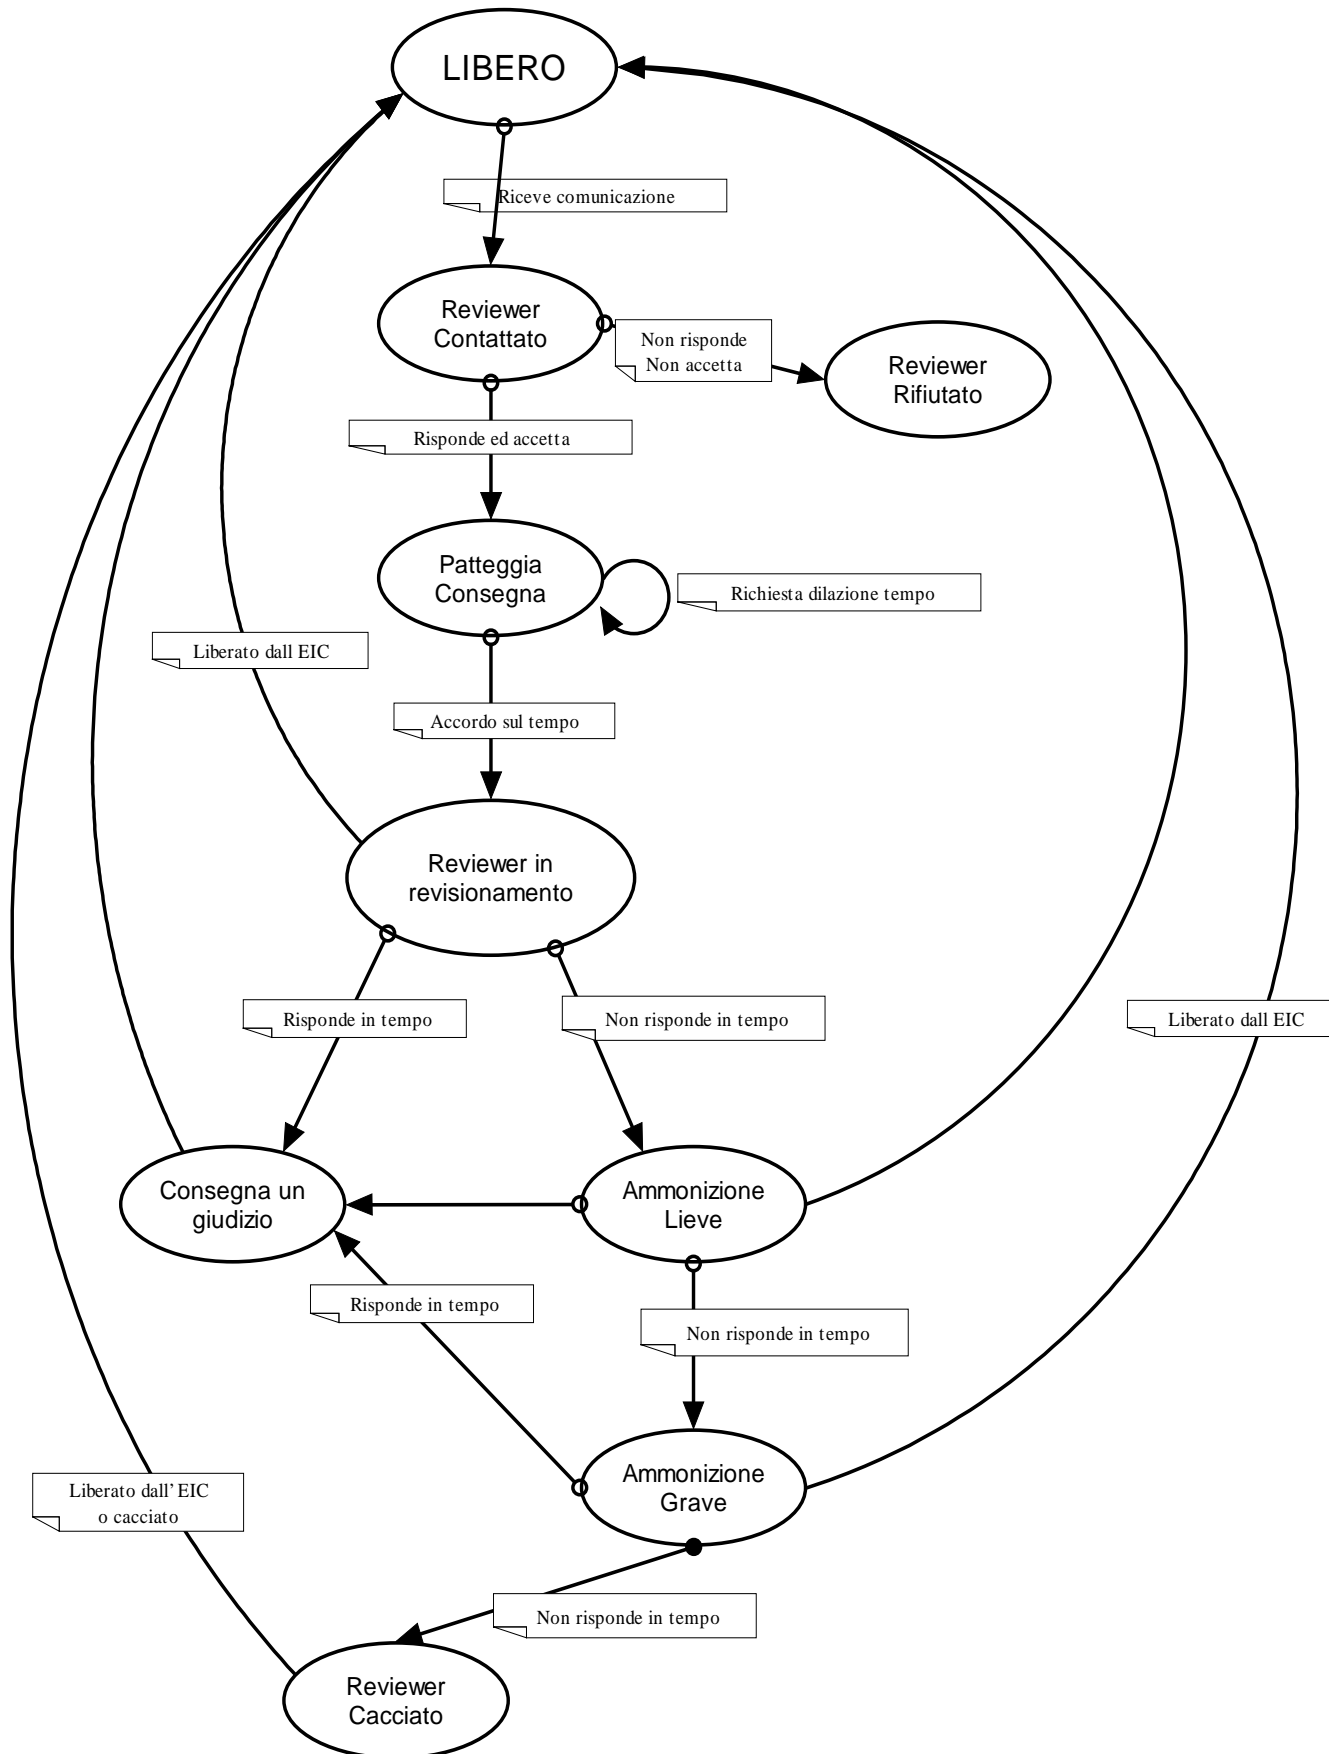 LIBERO
Riceve comunicazione
Reviewer
Contattato
Non risponde
Non accetta
Reviewer
Rifiutato
Risponde ed accetta
Patteggia
Consegna
Richiesta dilazione tempo
Liberato dall EIC
Accordo sul tempo
Reviewer in
revisionamento
Risponde in tempo
Non risponde in tempo
Liberato dall EIC
Consegna un
giudizio
Ammonizione
Lieve
Risponde in tempo
Non risponde in tempo
Ammonizione
Grave
Liberato dall' EIC
o cacciato
Non risponde in tempo
Reviewer
Cacciato